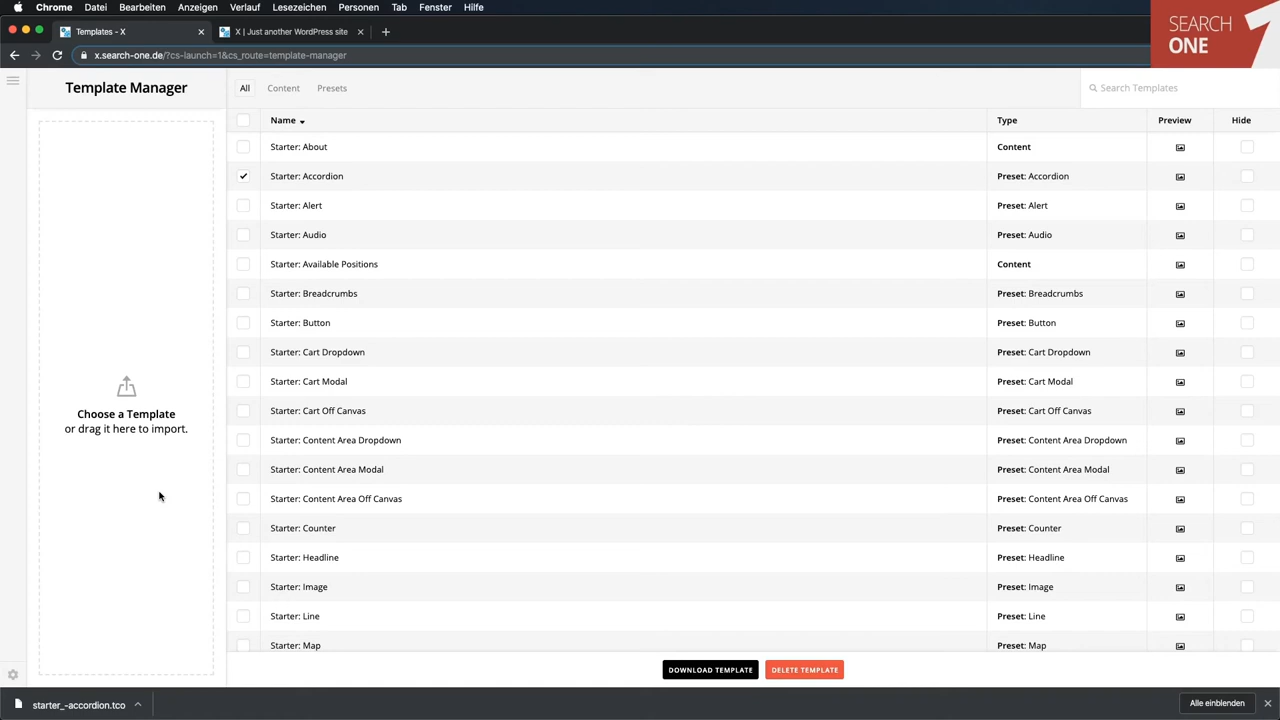 Chrome Datei Bearbeiten Anzeigen Verlauf Lesezeichen Personen Tab Fenster Hilfe
Templates - X
X | Just another WordPress site
SEARCH
ONE
x.search-one.de/?cs-launch=1&cs_route=template-manager
Template Manager
All Content Presets
Search Templates
Name Type Preview Hide
Starter: About Content
Starter: Accordion Preset: Accordion
Starter: Alert Preset: Alert
Starter: Audio Preset: Audio
Starter: Available Positions Content
Starter: Breadcrumbs Preset: Breadcrumbs
Starter: Button Preset: Button
Starter: Cart Dropdown Preset: Cart Dropdown
Starter: Cart Modal Preset: Cart Modal
Starter: Cart Off Canvas Preset: Cart Off Canvas
Starter: Content Area Dropdown Preset: Content Area Dropdown
Starter: Content Area Modal Preset: Content Area Modal
Starter: Content Area Off Canvas Preset: Content Area Off Canvas
Starter: Counter Preset: Counter
Starter: Headline Preset: Headline
Starter: Image Preset: Image
Starter: Line Preset: Line
Starter: Map Preset: Map
Choose a Template
or drag it here to import.
DOWNLOAD TEMPLATE DELETE TEMPLATE
starter_-accordion.tco
Alle einblenden